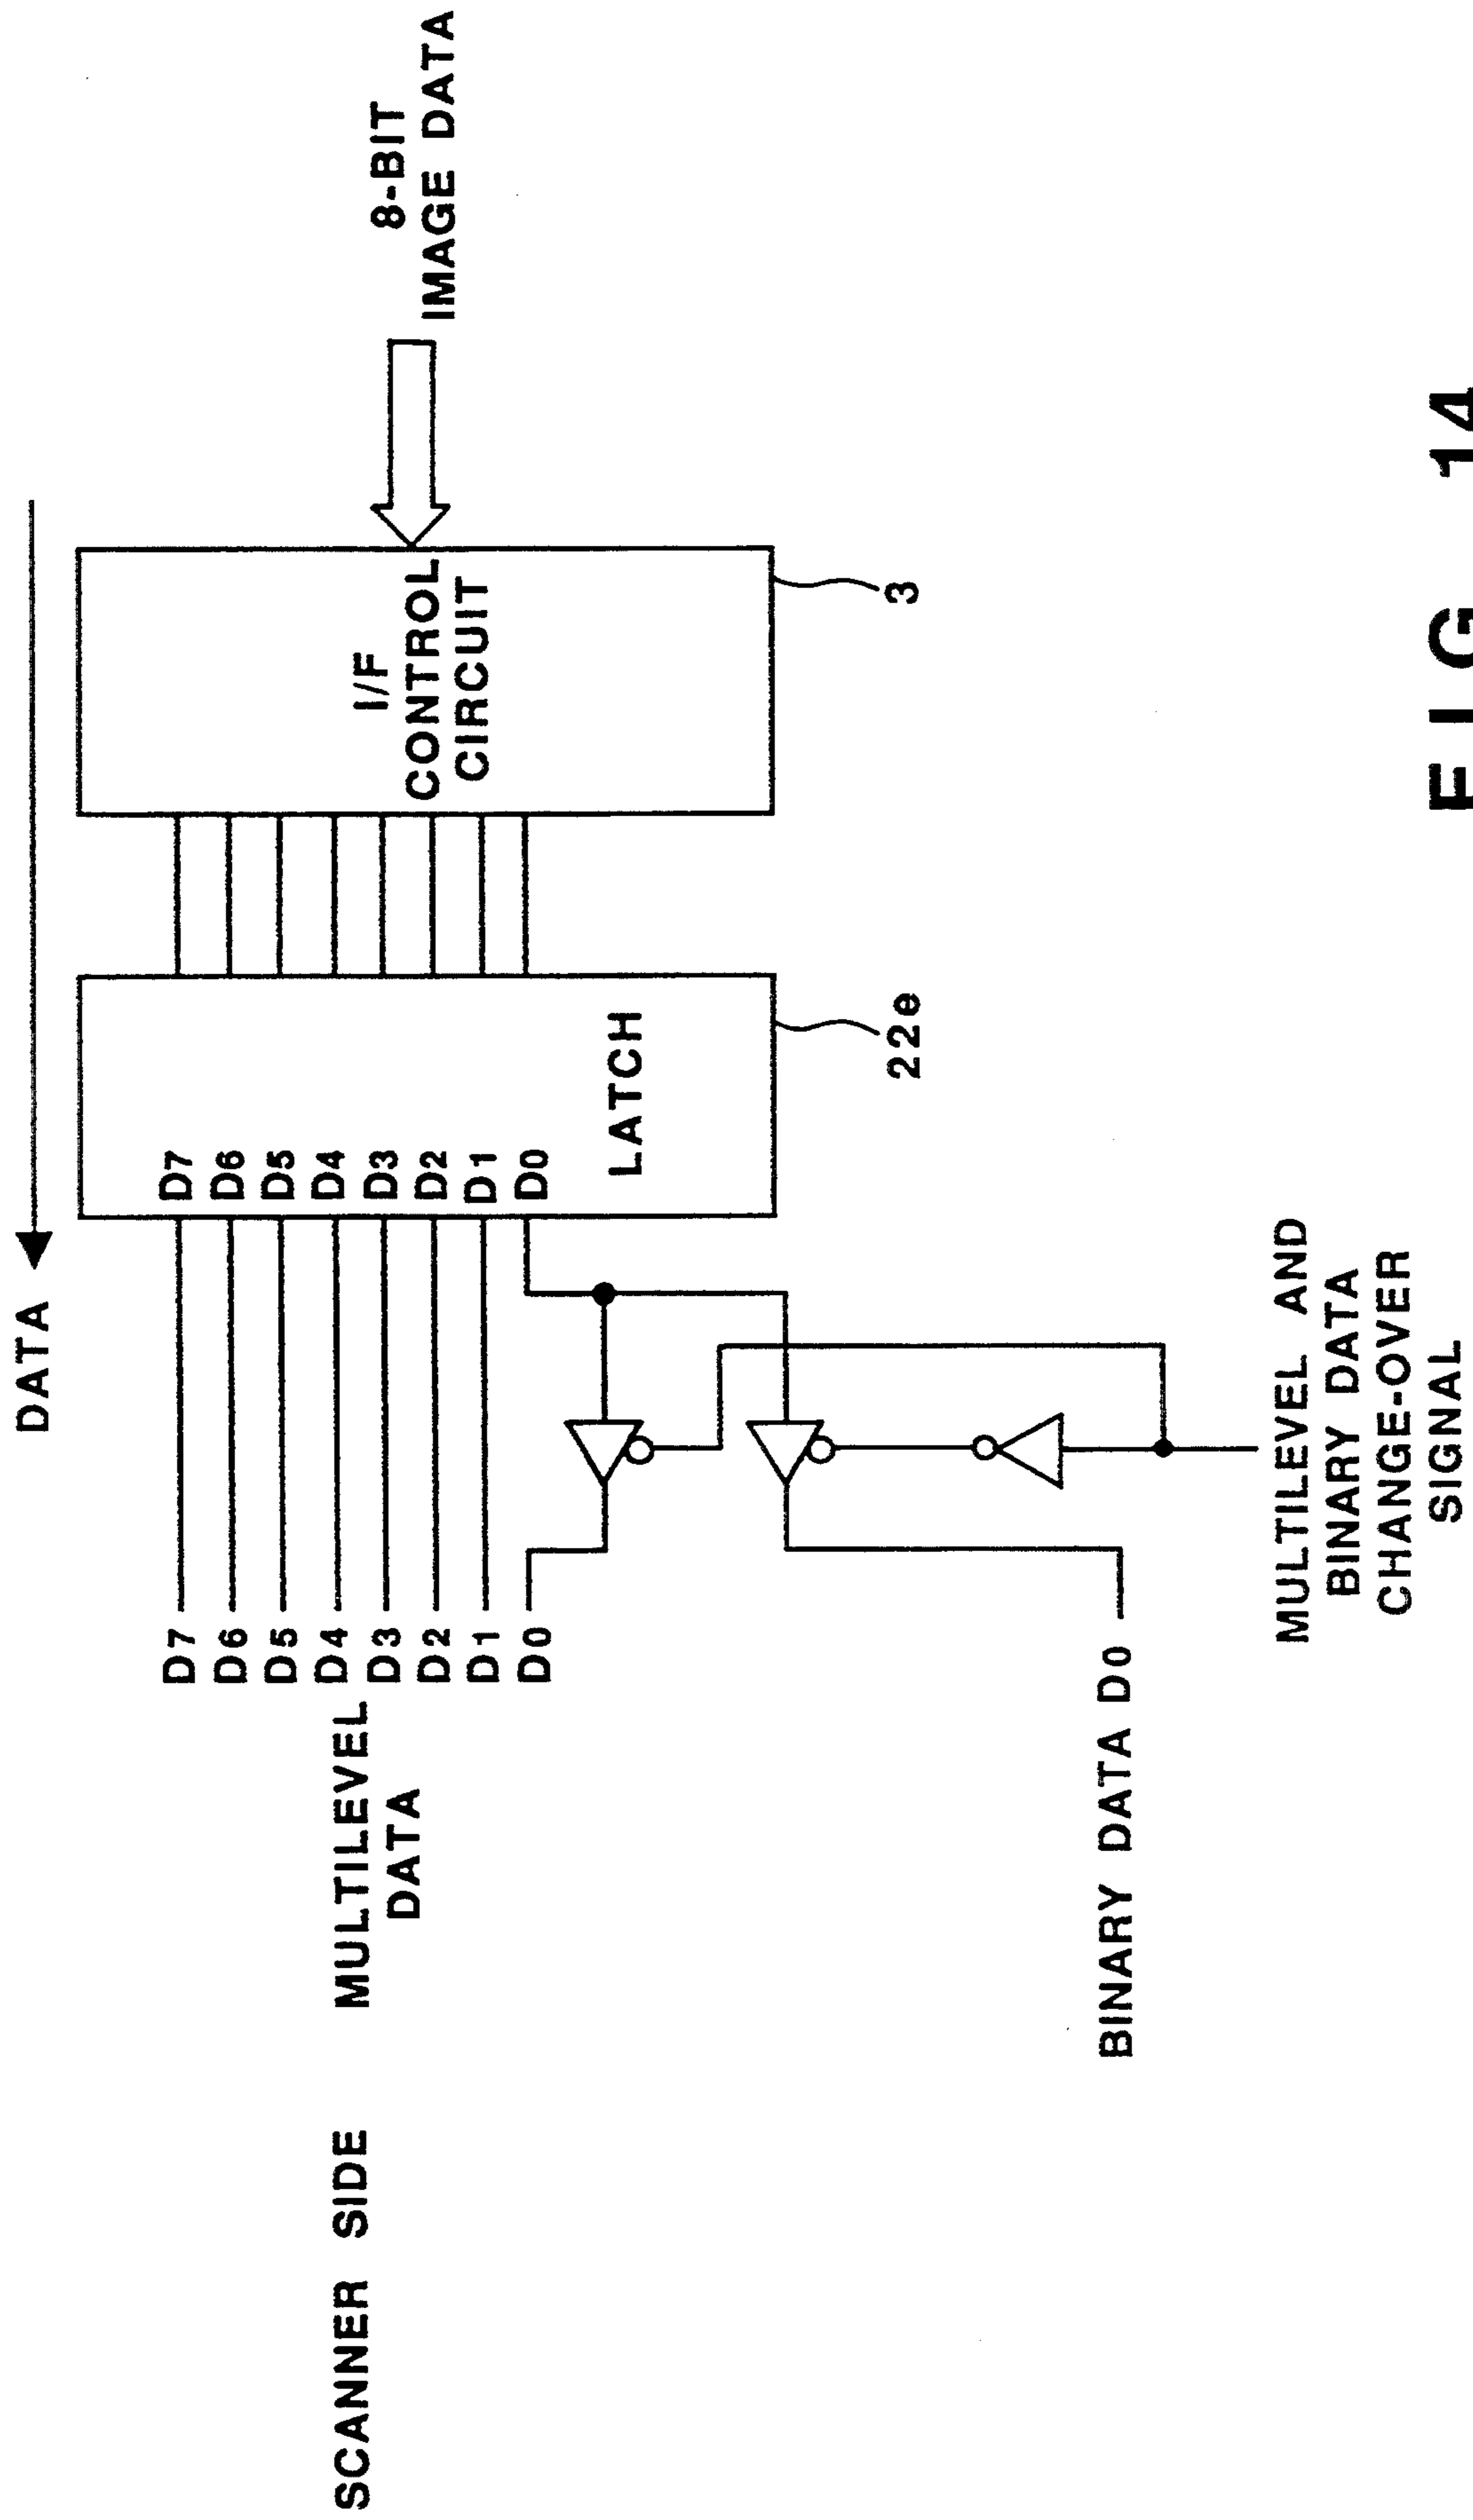 DATA
8-BIT
IMAGE DATA
I/F
CONTROL
CIRCUIT
3
D7
D6
D5
D4
D3
D2
D1
D0
LATCH
22e
D7
D6
D5
D4
D3
D2
D1
D0
SCANNER SIDE
MULTILEVEL
DATA
BINARY DATA D0
MULTILEVEL AND
BINARY DATA
CHANGE-OVER
SIGNAL
FIG. 14